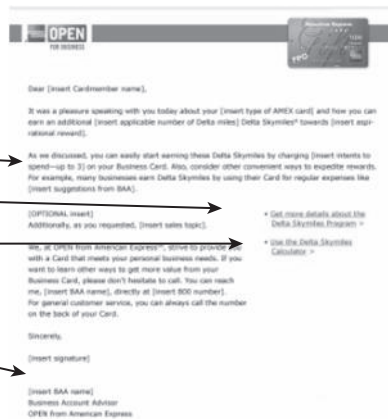 OPEN
FOR BUSINESS
Dear [insert Cardmember name],
It was a pleasure speaking with you today about your [insert type of AMEX card] and how you can
earn an additional [insert applicable number of Delta miles] Delta Skymiles® towards [insert aspi-
rational reward].
As we discussed, you can easily start earning these Delta Skymiles by charging [insert intents to
spend—up to 3] on your Business Card. Also, consider other convenient ways to expedite rewards.
For example, many businesses earn Delta Skymiles by using their Card for regular expenses like
[insert suggestions from BAA].
[OPTIONAL insert]
Additionally, as you requested, [insert sales topic].
We, at OPEN from American Express℠, strive to provide
with a Card that meets your personal business needs. If you
want to learn other ways to get more value from your
Business Card, please don't hesitate to call. You can reach
me, [insert BAA name], directly at [insert 800 number].
For general customer service, you can always call the number
on the back of your Card.
• Get more details about the
Delta Skymiles Program >
• Use the Delta Skymiles
Calculator >
Sincerely,
[insert signature]
[insert BAA name]
Business Account Advisor
OPEN from American Express